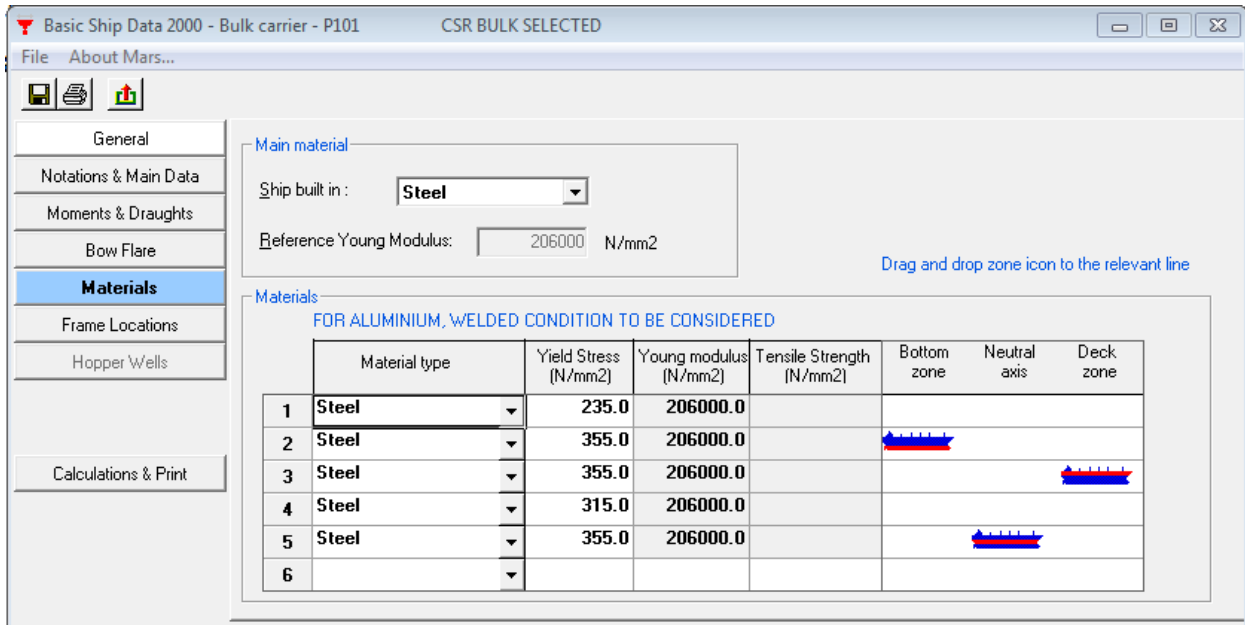 Basic Ship Data 2000 - Bulk carrier - P101 CSR BULK SELECTED
File About Mars...
General
Notations & Main Data
Moments & Draughts
Bow Flare
Materials
Frame Locations
Hopper Wells
Calculations & Print
Main material
Ship built in : Steel
Reference Young Modulus: 206000 N/mm2
Drag and drop zone icon to the relevant line
Materials
FOR ALUMINIUM, WELDED CONDITION TO BE CONSIDERED
Material type Yield Stress (N/mm2) Young modulus (N/mm2) Tensile Strength (N/mm2) Bottom zone Neutral axis Deck zone
1 Steel 235.0 206000.0
2 Steel 355.0 206000.0
3 Steel 355.0 206000.0
4 Steel 315.0 206000.0
5 Steel 355.0 206000.0
6